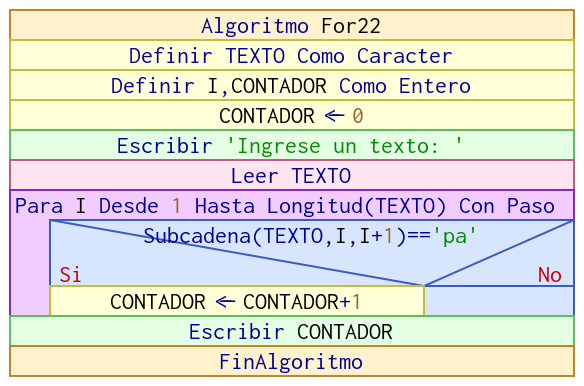 Algoritmo For22
Definir TEXTO Como Caracter
Definir I,CONTADOR Como Entero
CONTADOR ← 0
Escribir 'Ingrese un texto: '
Leer TEXTO
Para I Desde 1 Hasta Longitud(TEXTO) Con Paso
Subcadena(TEXTO,I,I+1)=='pa'
Si No
CONTADOR ← CONTADOR+1
Escribir CONTADOR
FinAlgoritmo